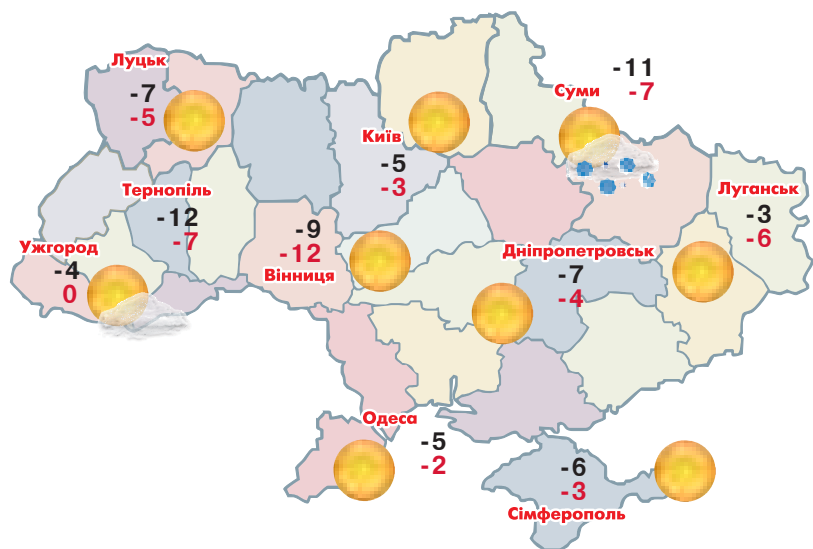 Луцьк
-7
-5
Київ
-5
-3
Суми
-11
-7
Тернопіль
-12
-7
Ужгород
-4
0
-9
-12
Вінниця
Дніпропетровськ
-7
-4
Луганськ
-3
-6
Одеса
-5
-2
-6
-3
Сімферополь